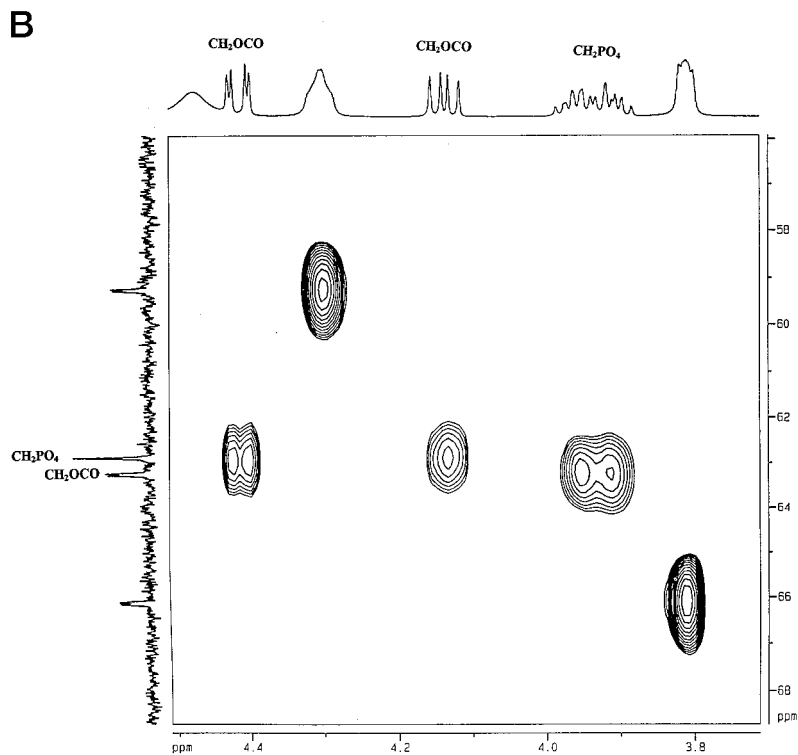 B
CH₂OCO
CH₂OCO
CH₂PO₄
58
60
62
CH₂PO₄
CH₂OCO
64
66
68
ppm
ppm
4.4
4.2
4.0
3.8